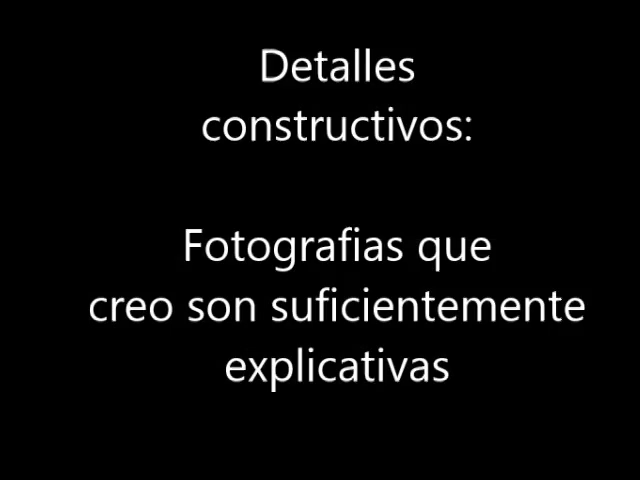 Detalles
constructivos:
Fotografias que
creo son suficientemente
explicativas